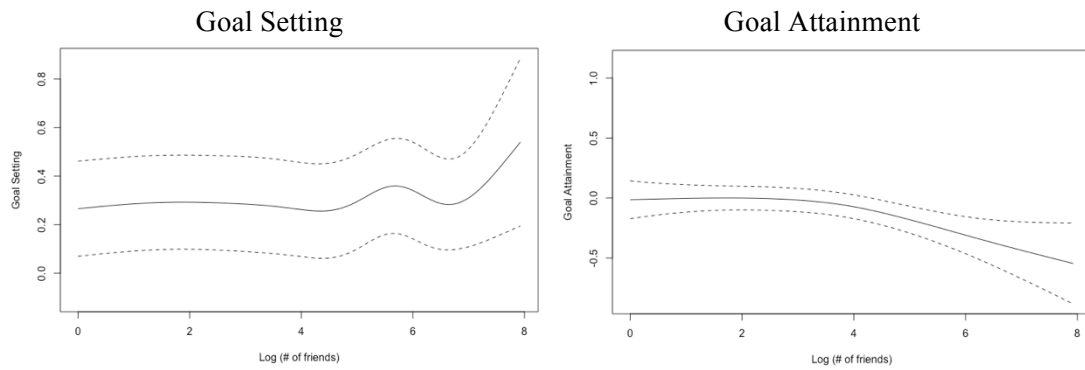 Goal Setting
Goal Setting
0.0 0.2 0.4 0.6 0.8
0 2 4 6 8
Log (# of friends)
Goal Attainment
Goal Attainment
-0.5 0.0 0.5 1.0
0 2 4 6 8
Log (# of friends)